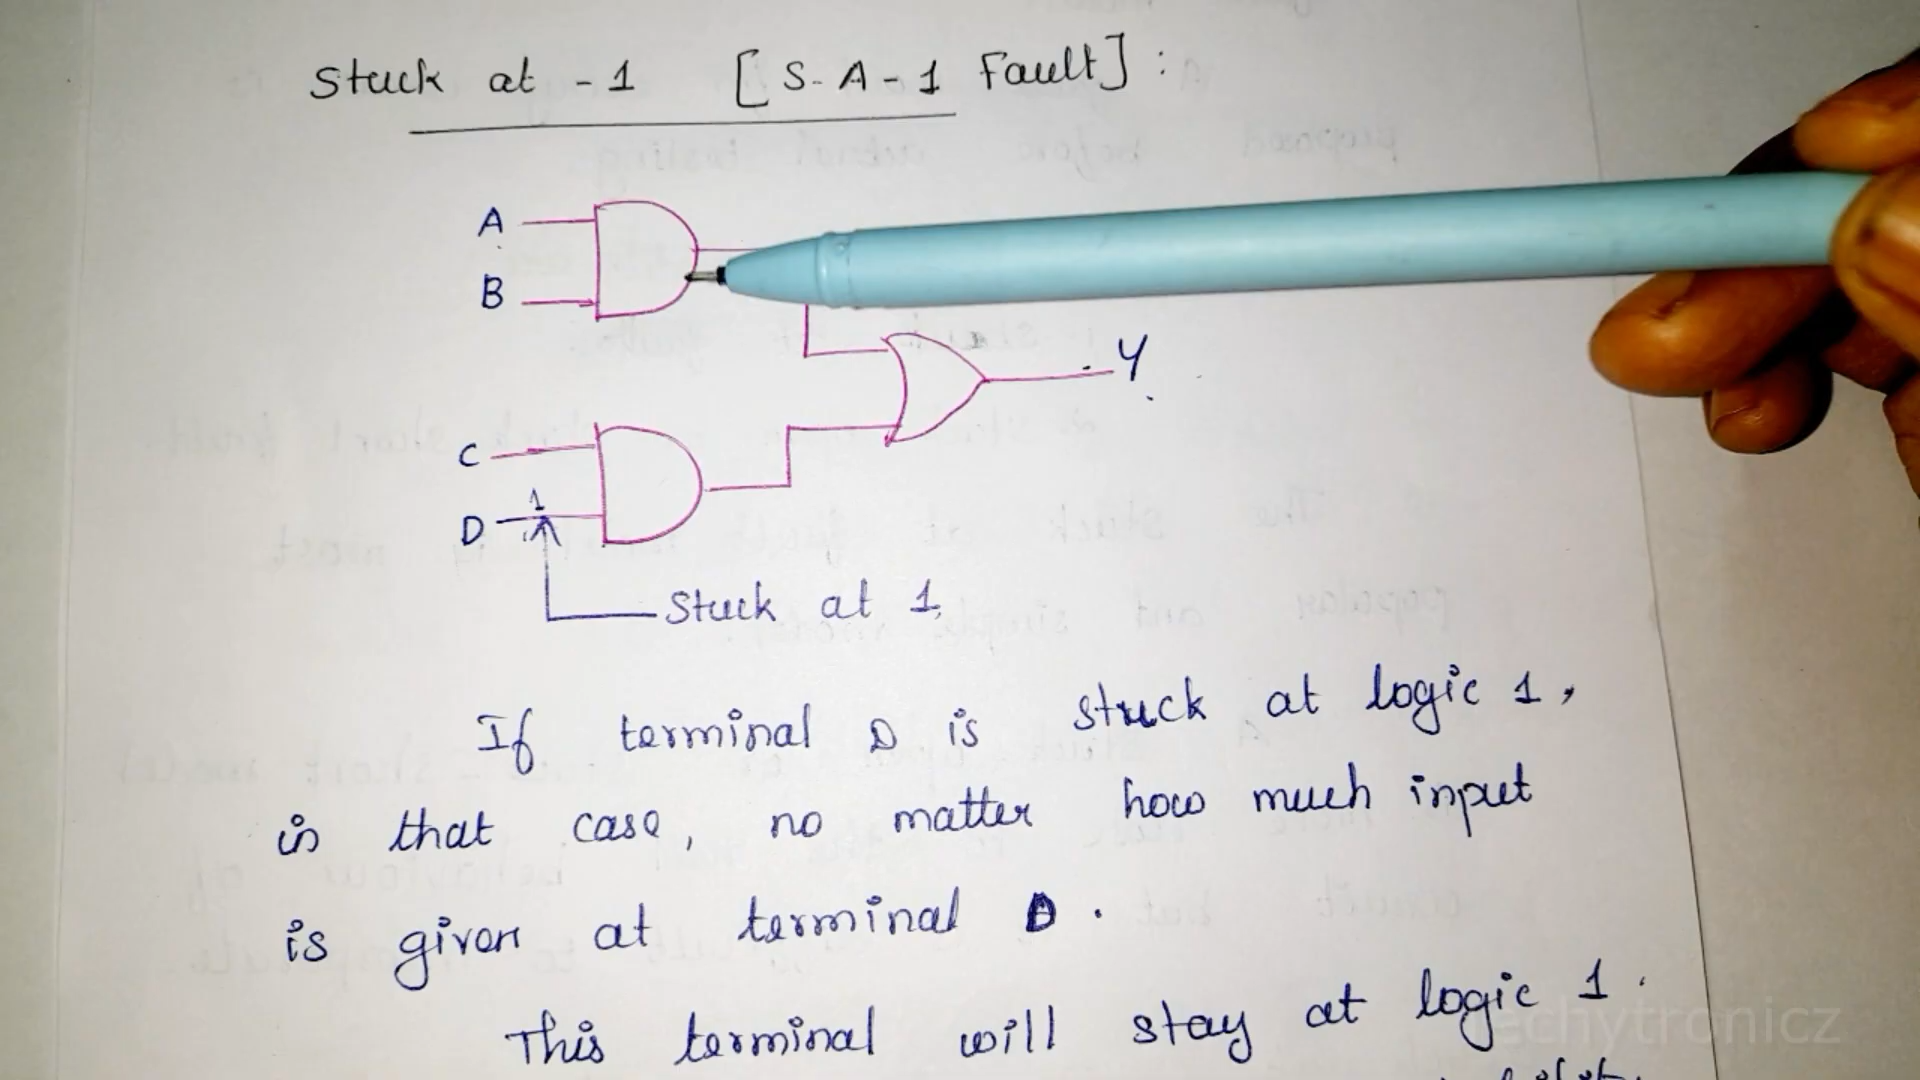 Stuck at -1 [S-A-1 Fault]:
A
B
Y
C
1
D
Stuck at 1
If terminal D is stuck at logic 1,
in that case, no matter how much input
is given at terminal D.
This terminal will stay at logic 1.
techytronicz